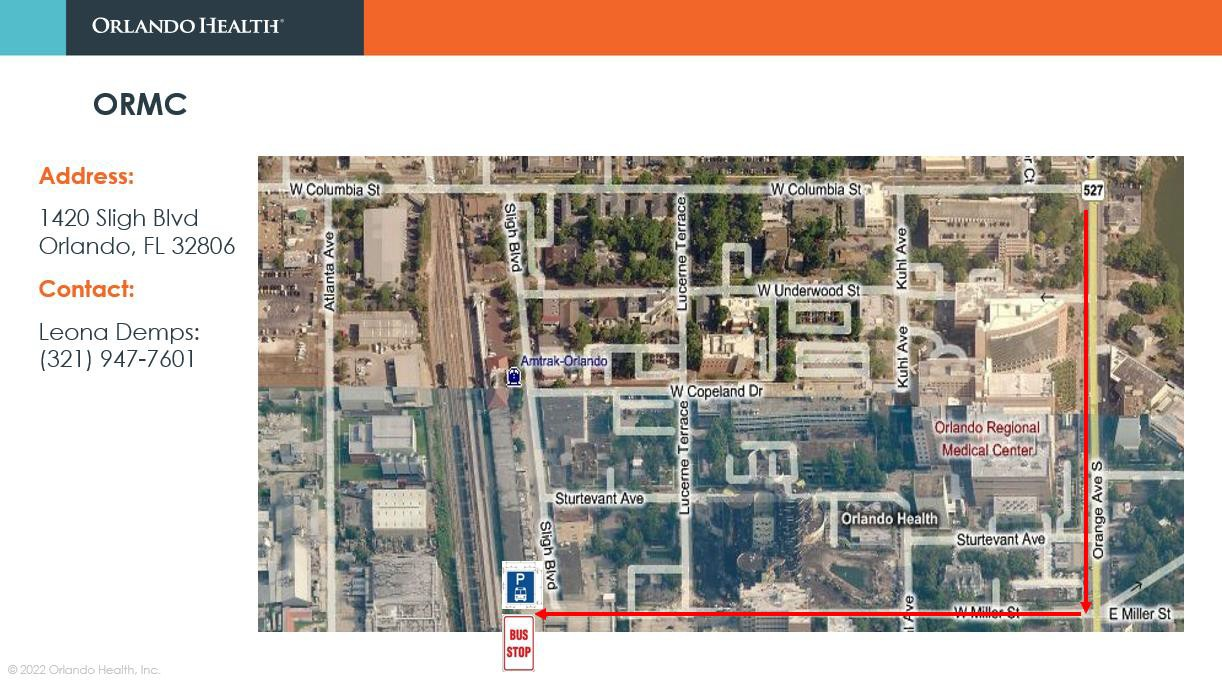 ORLANDO HEALTH®
ORMC
Address:
1420 Sligh Blvd
Orlando, FL 32806
Contact:
Leona Demps:
(321) 947-7601
W Columbia St
W Columbia St
r Ct
527
Sligh Blvd
Atlanta Ave
Lucerne Terrace
Kuhl Ave
W Underwood St
Kuhl Ave
Amtrak-Orlando
W Copeland Dr
Lucerne Terrace
Orlando Regional
Medical Center
Sturtevant Ave
Orlando Health
Sturtevant Ave
Orange Ave S
Sligh Blvd
P
W Miller St
E Miller St
l Ave
BUS
STOP
© 2022 Orlando Health, Inc.